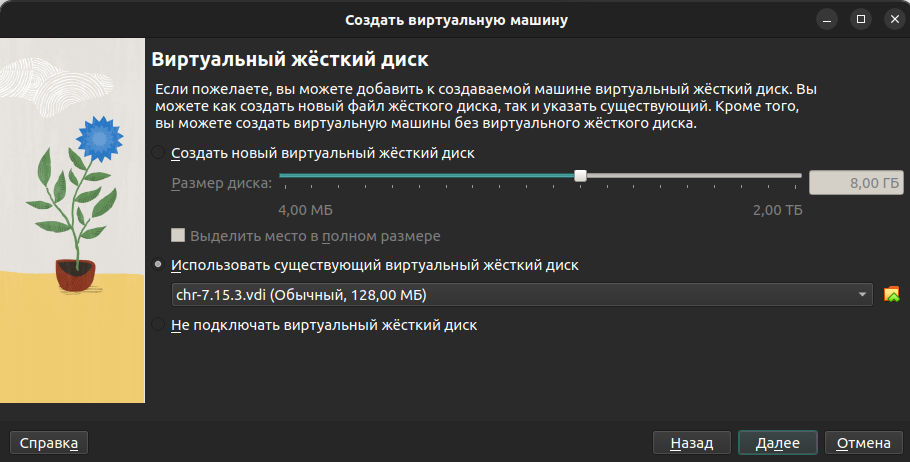 Создать виртуальную машину
Виртуальный жёсткий диск
Если пожелаете, вы можете добавить к создаваемой машине виртуальный жёсткий диск. Вы
можете как создать новый файл жёсткого диска, так и указать существующий. Кроме того,
вы можете создать виртуальную машины без виртуального жёсткого диска.
Создать новый виртуальный жёсткий диск
Размер диска:
8,00 ГБ
4,00 МБ
2,00 ТБ
Выделить место в полном размере
Использовать существующий виртуальный жёсткий диск
chr-7.15.3.vdi (Обычный, 128,00 МБ)
Не подключать виртуальный жёсткий диск
Справка
Назад
Далее
Отмена